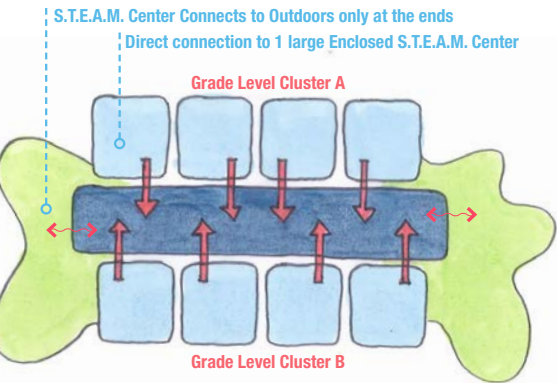 S.T.E.A.M. Center Connects to Outdoors only at the ends
Direct connection to 1 large Enclosed S.T.E.A.M. Center
Grade Level Cluster A
Grade Level Cluster B